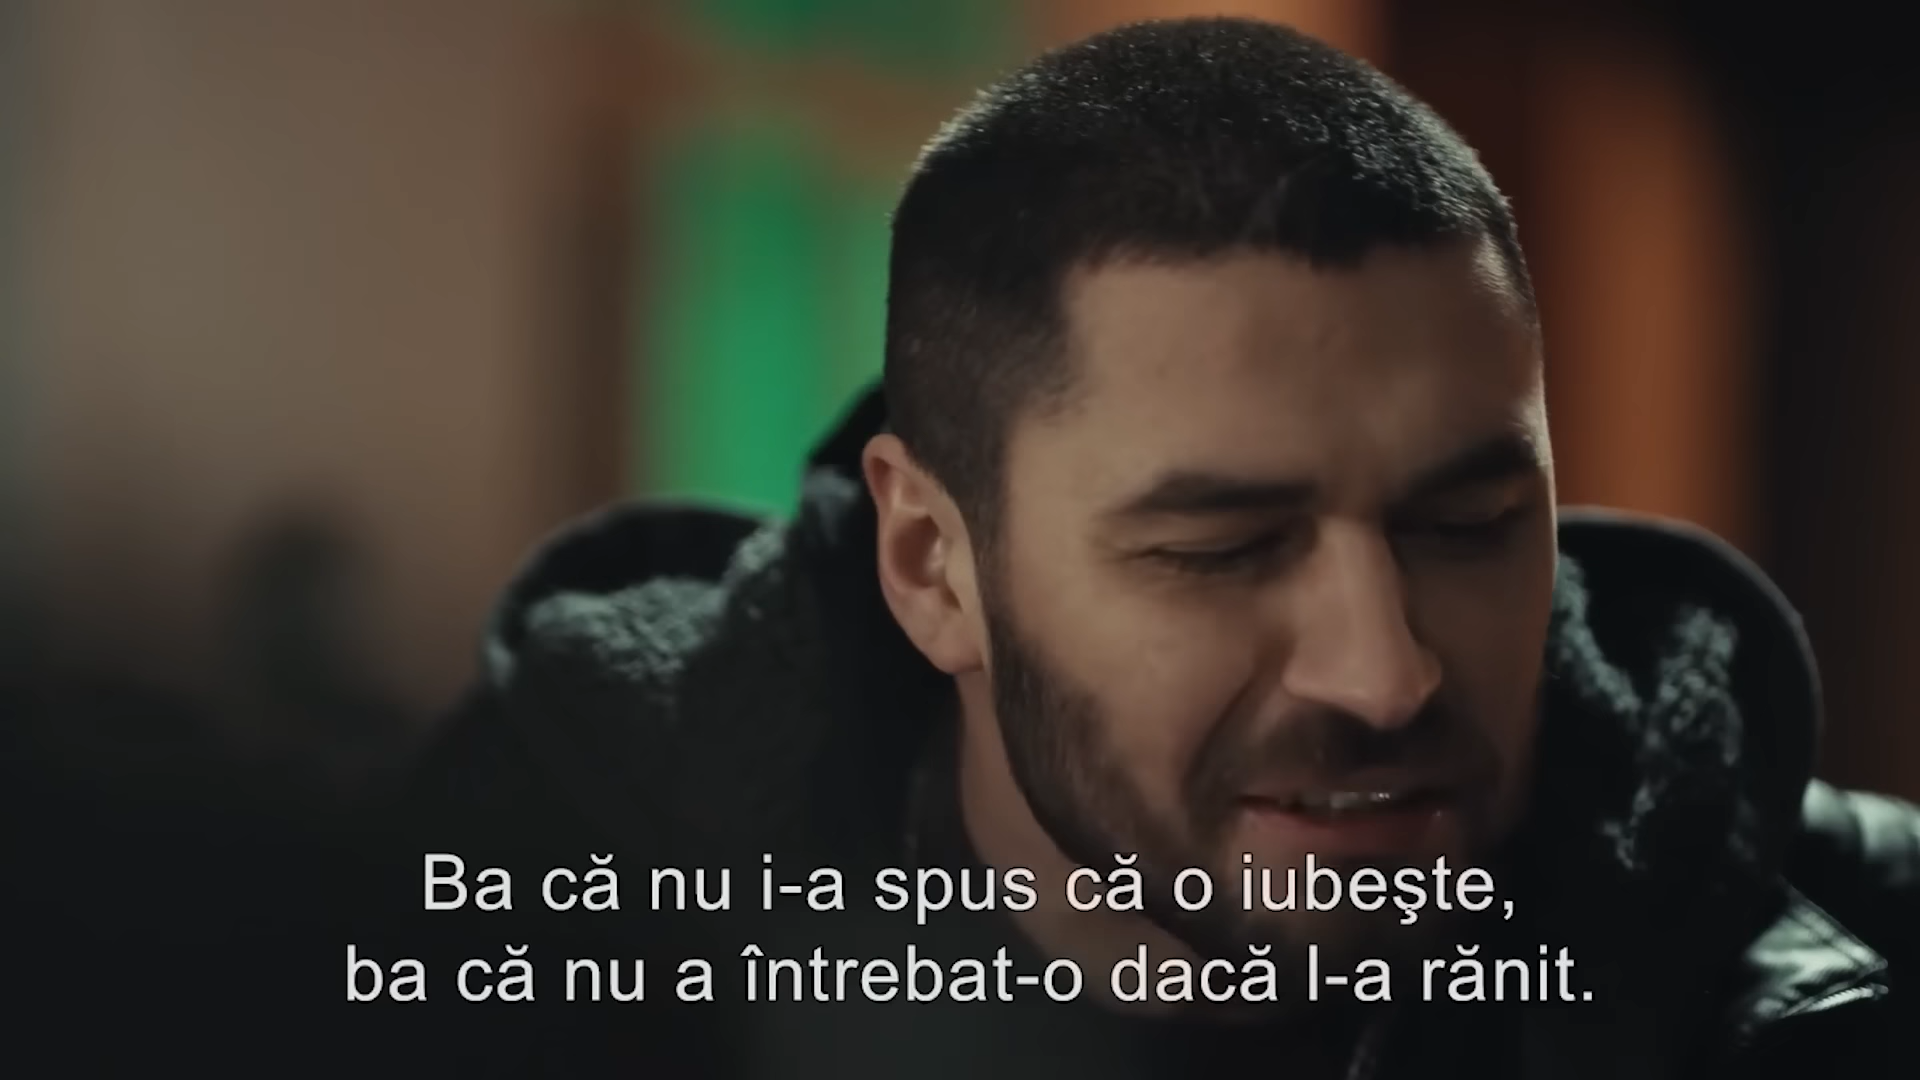 Ba că nu i-a spus că o iubeşte,
ba că nu a întrebat-o dacă l-a rănit.